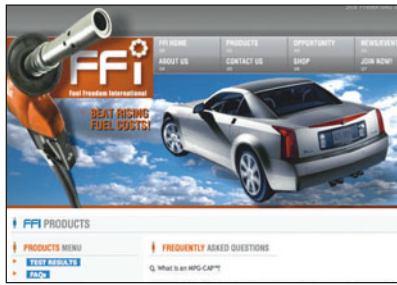 FFI HOME PRODUCTS OPPORTUNITY NEWS/EVENT
ABOUT US CONTACT US SHOP JOIN NOW!
FFi
Fuel Freedom International
BEAT RISING
FUEL COSTS!
FFi PRODUCTS
PRODUCTS MENU
TEST RESULTS
FAQs
FREQUENTLY ASKED QUESTIONS
Q. What is an MPG-CAP™?